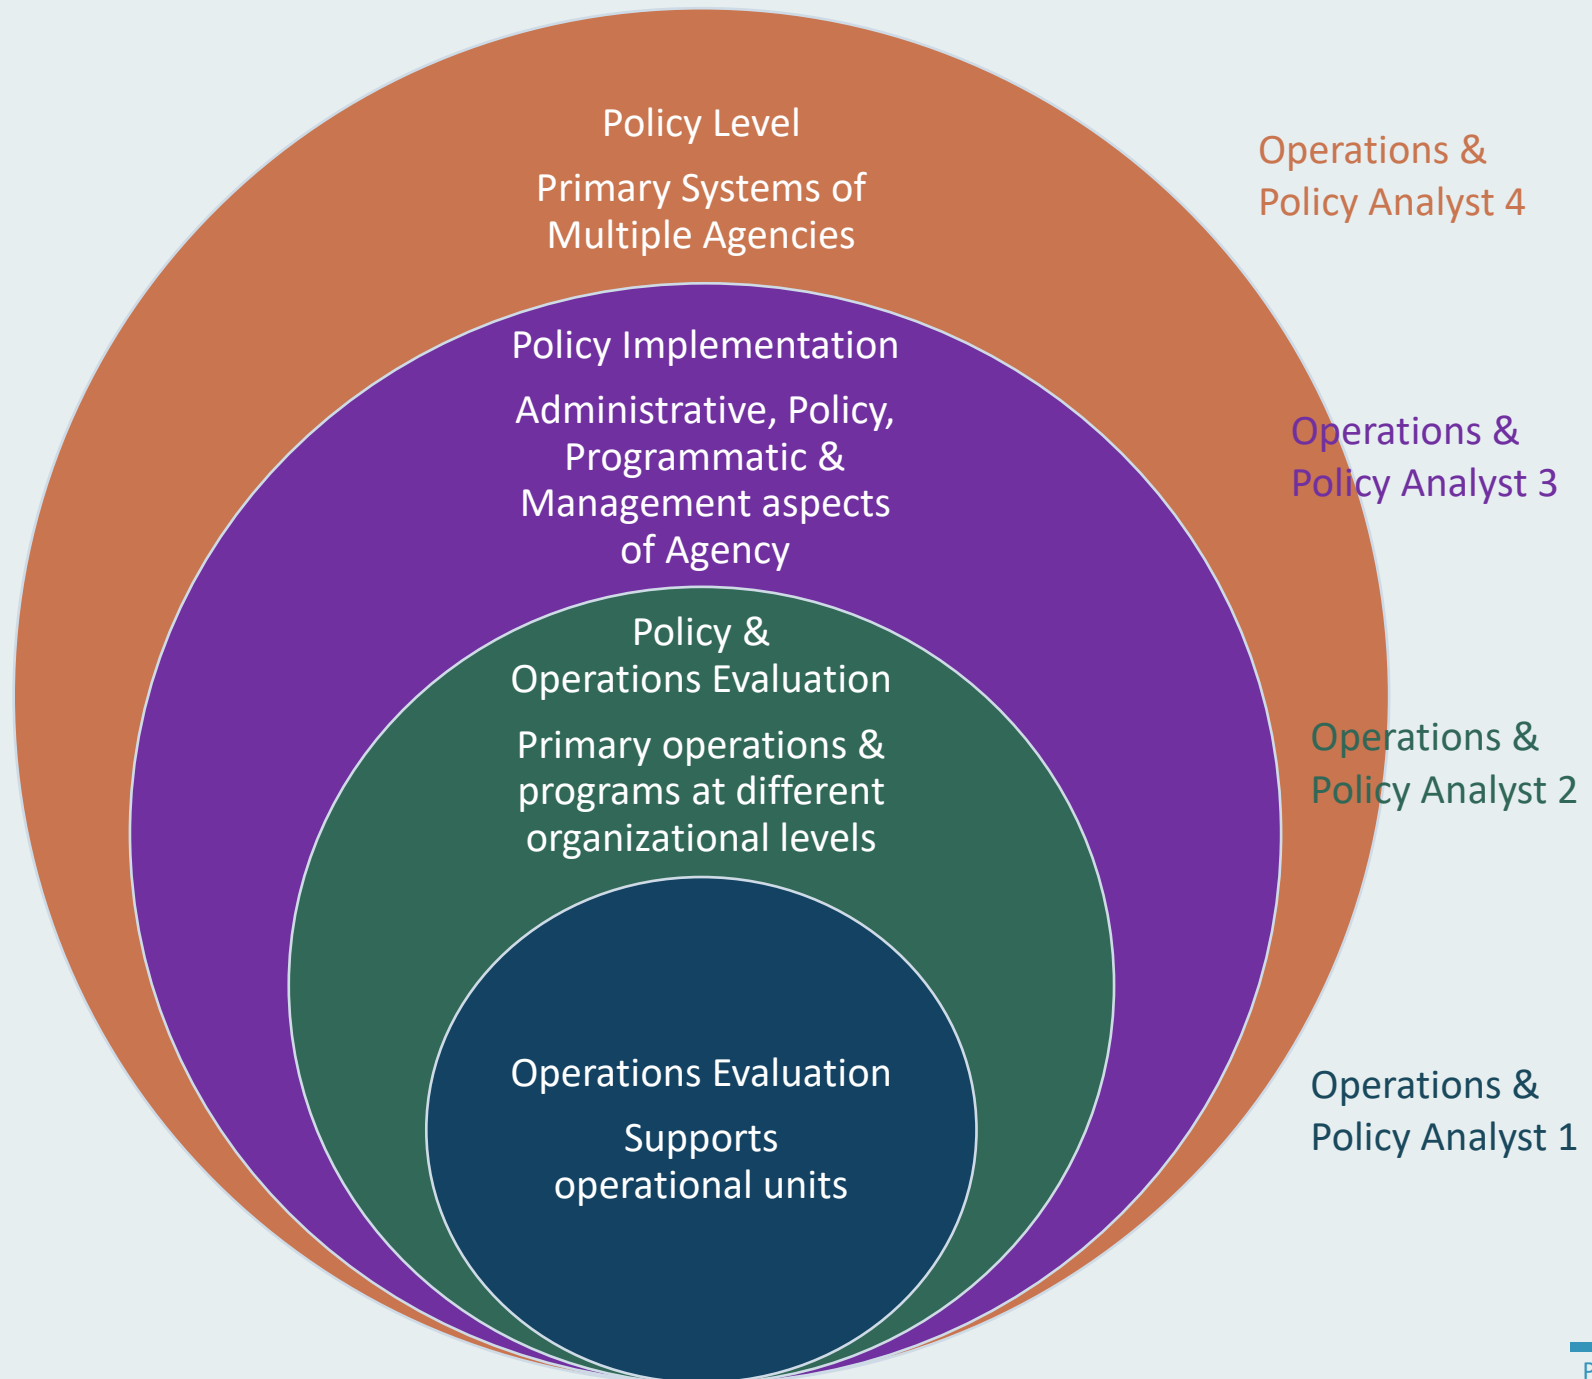 Policy Level
Primary Systems of
Multiple Agencies
Operations &
Policy Analyst 4
Policy Implementation
Administrative, Policy,
Programmatic &
Management aspects
of Agency
Operations &
Policy Analyst 3
Policy &
Operations Evaluation
Primary operations &
programs at different
organizational levels
Operations &
Policy Analyst 2
Operations Evaluation
Supports
operational units
Operations &
Policy Analyst 1